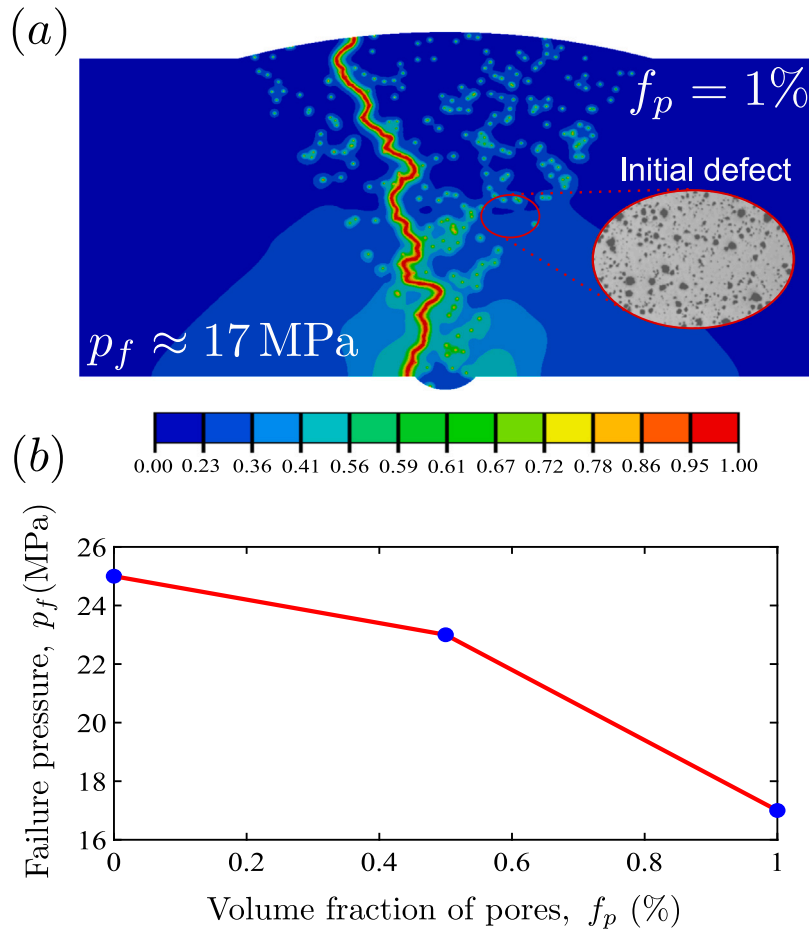 (a)
f_p = 1%
Initial defect
p_f ≈ 17 MPa
0.00 0.23 0.36 0.41 0.56 0.59 0.61 0.67 0.72 0.78 0.86 0.95 1.00
(b)
Failure pressure, p_f (MPa)
26
24
22
20
18
16
0 0.2 0.4 0.6 0.8 1
Volume fraction of pores, f_p (%)